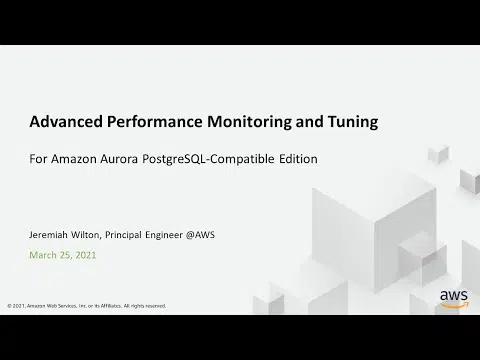 Advanced Performance Monitoring and Tuning
For Amazon Aurora PostgreSQL-Compatible Edition
Jeremiah Wilton, Principal Engineer @AWS
March 25, 2021
© 2021, Amazon Web Services, Inc. or its Affiliates. All rights reserved.
aws